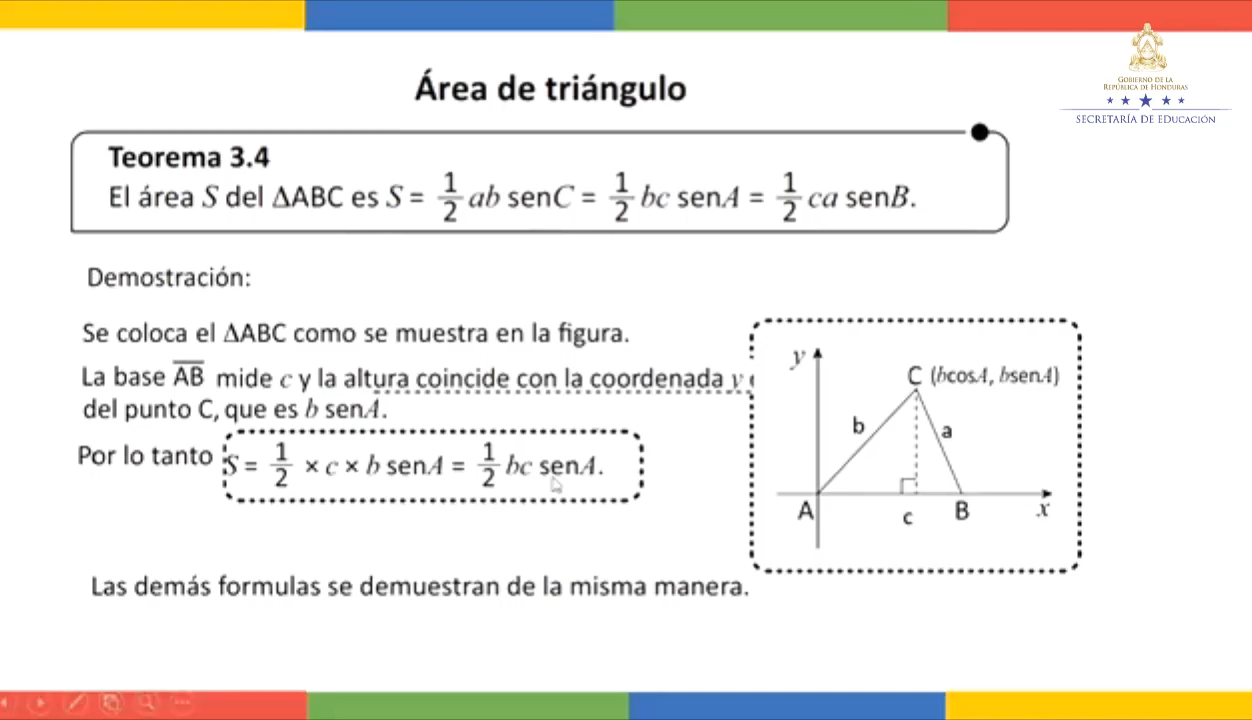 GOBIERNO DE LA
REPÚBLICA DE HONDURAS
SECRETARÍA DE EDUCACIÓN
Área de triángulo
Teorema 3.4
El área S del ΔABC es S = 1/2 ab senC = 1/2 bc senA = 1/2 ca senB.
Demostración:
Se coloca el ΔABC como se muestra en la figura.
La base A͞B͞ mide c y la altura coincide con la coordenada y
del punto C, que es b senA.
Por lo tanto S = 1/2 × c × b senA = 1/2 bc senA.
y
C (bcosA, bsenA)
b
a
A
c
B
x
Las demás formulas se demuestran de la misma manera.